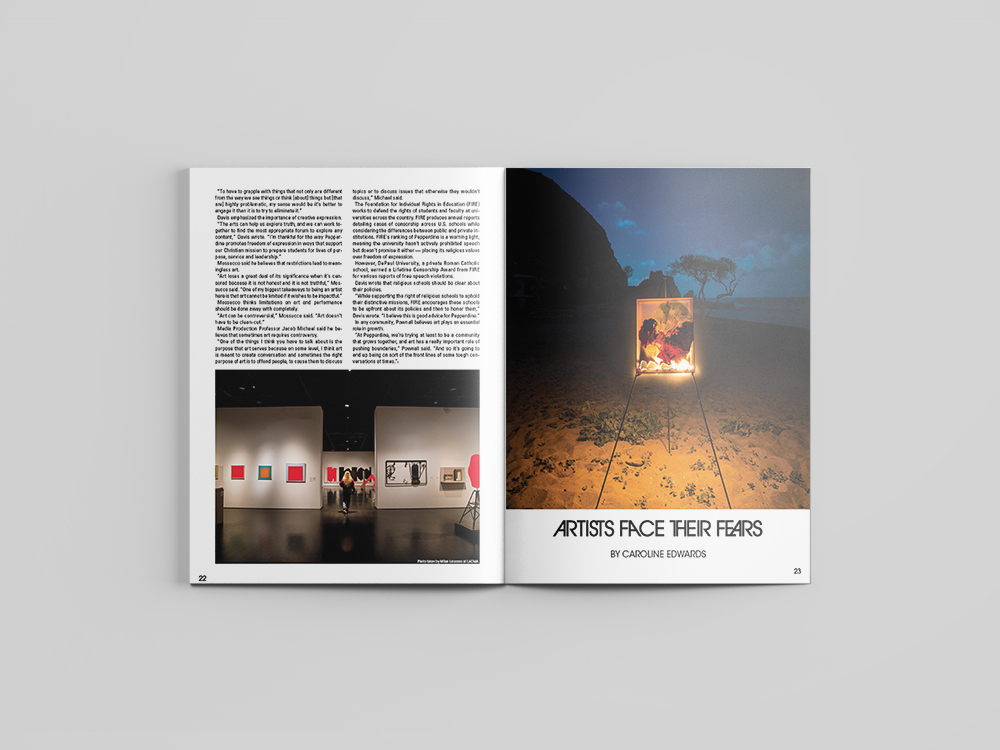 "To have to grapple with things that not only are different
from the way we see things or think [about] things but [that
are] highly problematic, my sense would be it's better to
engage it than it is to try to eliminate it."
Davis emphasized the importance of creative expression.
"The arts can help us explore truth, and we can work to-
gether to find the most appropriate forum to explore any
content," Davis wrote. "I'm thankful for the way Pepper-
dine promotes freedom of expression in ways that support
our Christian mission to prepare students for lives of pur-
pose, service and leadership."
Mossucco said he believes that restrictions lead to mean-
ingless art.
"Art loses a great deal of its significance when it's cen-
sored because it is not honest and it is not truthful," Mos-
succo said. "One of my biggest takeaways to being an artist
here is that art cannot be limited if it wishes to be impactful."
Mossucco thinks limitations on art and performance
should be done away with completely.
"Art can be controversial," Mossucco said. "Art doesn't
have to be clean-cut."
Media Production Professor Jacob Michael said he be-
lieves that sometimes art requires controversy.
"One of the things I think you have to talk about is the
purpose that art serves because on some level, I think art
is meant to create conversation and sometimes the right
purpose of art is to offend people, to cause them to discuss
topics or to discuss issues that otherwise they wouldn't
discuss," Michael said.
The Foundation for Individual Rights in Education (FIRE)
works to defend the rights of students and faculty at uni-
versities across the country. FIRE produces annual reports
detailing cases of censorship across U.S. schools while
considering the differences between public and private in-
stitutions. FIRE's ranking of Pepperdine is a warning light,
meaning the university hasn't actively prohibited speech
but doesn't promise it either — placing its religious values
over freedom of expression.
However, DePaul University, a private Roman Catholic
school, earned a Lifetime Censorship Award from FIRE
for various reports of free speech violations.
Davis wrote that religious schools should be clear about
their policies.
"While supporting the right of religious schools to uphold
their distinctive missions, FIRE encourages these schools
to be upfront about its policies and then to honor them,"
Davis wrote. "I believe this is good advice for Pepperdine."
In any community, Pownall believes art plays an essential
role in growth.
"At Pepperdine, we're trying at least to be a community
that grows together, and art has a really important role of
pushing boundaries," Pownall said. "And so it's going to
end up being on sort of the front lines of some tough con-
versations at times."
Photo taken by
22
ARTISTS FACE THEIR FEARS
BY CAROLINE EDWARDS
23